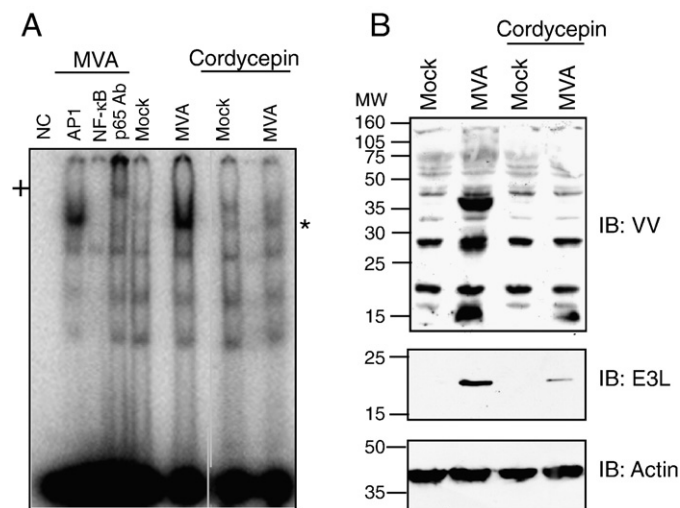 A
MVA
Cordycepin
NC
AP1
NF-κB
p65 Ab
Mock
MVA
Mock
MVA
+
*
B
Cordycepin
MW
Mock
MVA
Mock
MVA
160
105
75
50
35
30
25
15
IB: VV
25
15
IB: E3L
50
35
IB: Actin